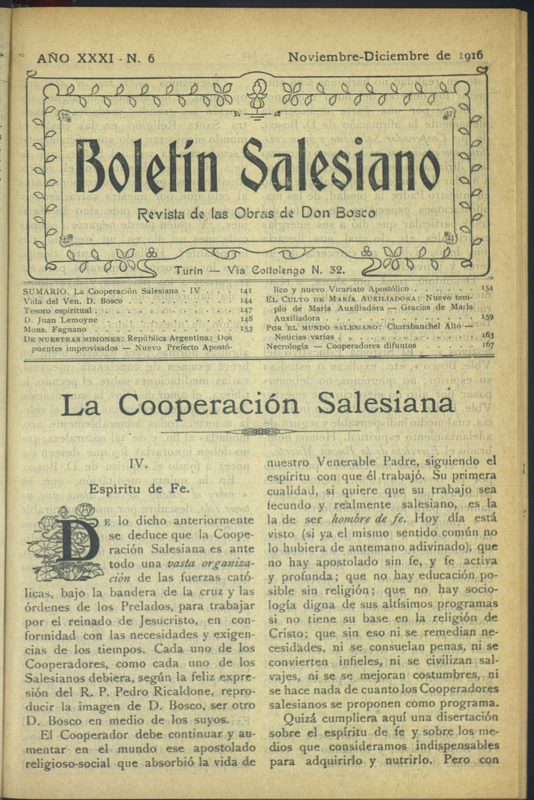 AÑO XXXI - N. 6
Noviembre-Diciembre de 1916
Boletín Salesiano
Revista de las Obras de Don Bosco
Turín — Via Cottolengo N. 32.
SUMARIO. La Cooperación Salesiana - IV . . . . 141
Vida del Ven. D. Bosco . . . . 144
Tesoro espiritual . . . . 147
D. Juan Lemoyne . . . . 148
Mons. Fagnano . . . . 153
DE NUESTRAS MISIONES: República Argentina; Dos
puentes improvisados — Nuevo Prefecto Apostó-
lico y nuevo Vicariato Apostólico . . . . 154
EL CULTO DE MARÍA AUXILIADORA: Nuevo tem-
plo de María Auxiliadora — Gracias de María
Auxiliadora . . . . 159
POR EL MUNDO SALESIANO: Charabanchel Alto —
Noticias varias . . . . 163
Necrología — Cooperadores difuntos . . . . 167
La Cooperación Salesiana
IV.
Espíritu de Fe.
DE lo dicho anteriormente
se deduce que la Coope-
ración Salesiana es ante
todo una vasta organiza-
ción de las fuerzas cató-
licas, bajo la bandera de la cruz y las
órdenes de los Prelados, para trabajar
por el reinado de Jesucristo, en con-
formidad con las necesidades y exigen-
cias de los tiempos. Cada uno de los
Cooperadores, como cada uno de los
Salesianos debiera, según la feliz expre-
sión del R. P. Pedro Ricaldone, repro-
ducir la imagen de D. Bosco, ser otro
D. Bosco en medio de los suyos.
El Cooperador debe continuar y au-
mentar en el mundo ese apostolado
religioso-social que absorbió la vida de
nuestro Venerable Padre, siguiendo el
espíritu con que él trabajó. Su primera
cualidad, si quiere que su trabajo sea
fecundo y realmente salesiano, es la
la de ser hombre de fe. Hoy día está
visto (si ya el mismo sentido común no
lo hubiera de antemano adivinado), que
no hay apostolado sin fe, y fe activa
y profunda; que no hay educación po-
sible sin religión; que no hay socio-
logía digna de sus altísimos programas
si no tiene su base en la religión de
Cristo; que sin eso ni se remedian ne-
cesidades, ni se consuelan penas, ni se
convierten infieles, ni se civilizan sal-
vajes, ni se se mejoran costumbres, ni
se hace nada de cuanto los Cooperadores
salesianos se proponen como programa.
Quizá cumpliera aquí una disertación
sobre el espíritu de fe y sobre los me-
dios que consideramos indispensables
para adquirirlo y nutrirlo. Pero con